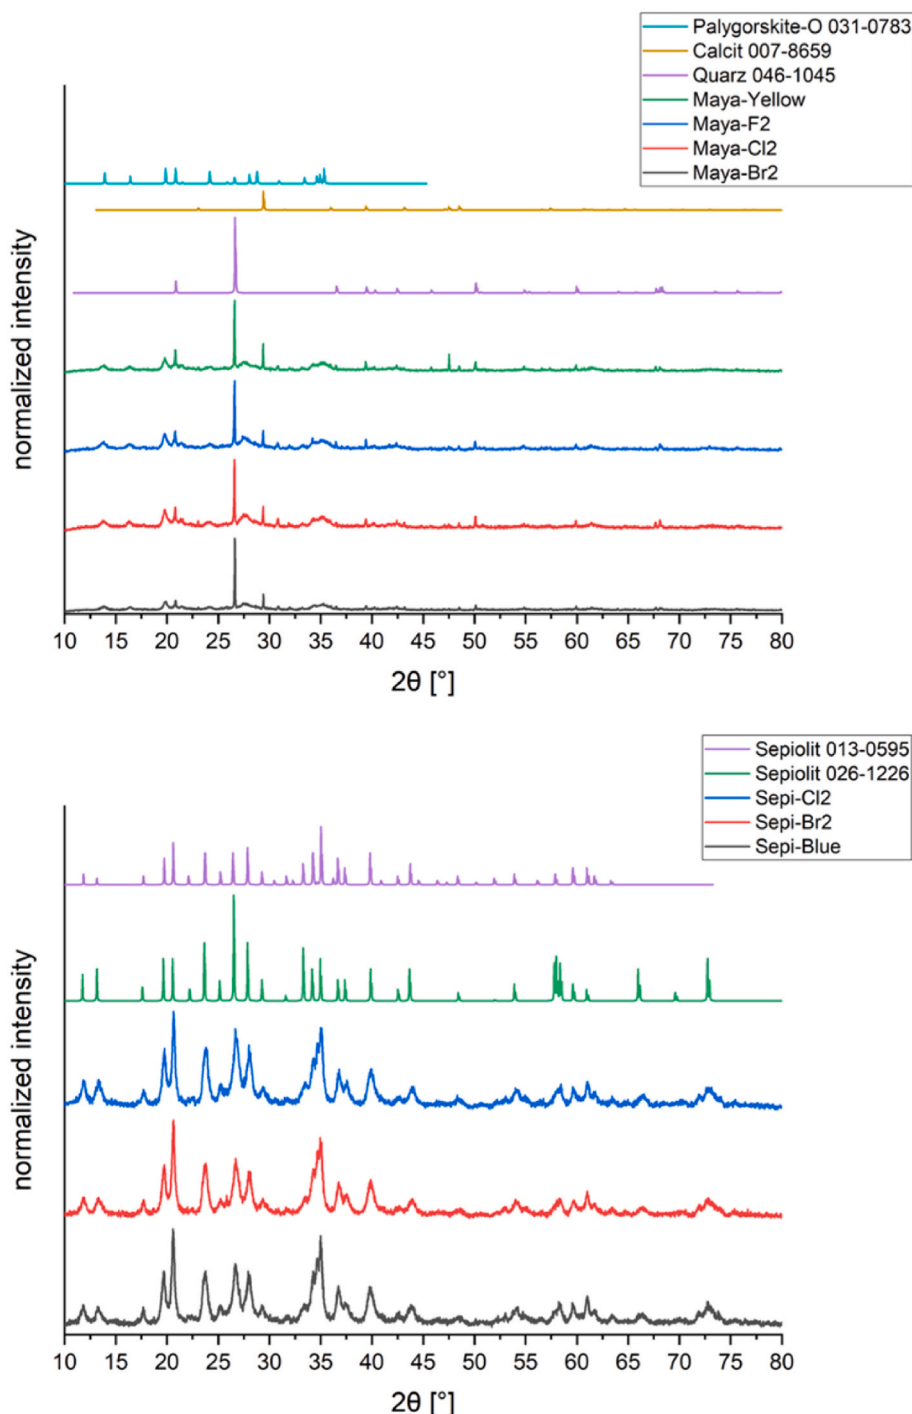 Palygorskite-O 031-0783
Calcit 007-8659
Quarz 046-1045
Maya-Yellow
Maya-F2
Maya-Cl2
Maya-Br2
normalized intensity
10 15 20 25 30 35 40 45 50 55 60 65 70 75 80
2θ [°]
Sepiolit 013-0595
Sepiolit 026-1226
Sepi-Cl2
Sepi-Br2
Sepi-Blue
normalized intensity
10 15 20 25 30 35 40 45 50 55 60 65 70 75 80
2θ [°]